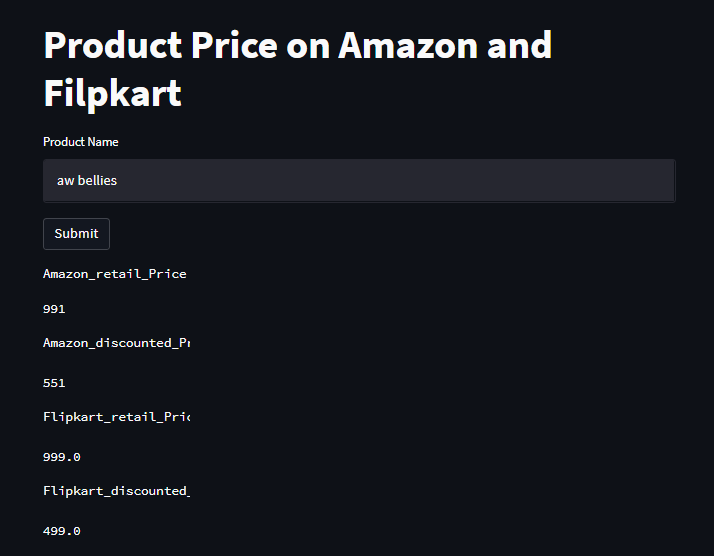 Product Price on Amazon and
Filpkart
Product Name
aw bellies
Submit
Amazon_retail_Price
991
Amazon_discounted_Pr
551
Flipkart_retail_Pric
999.0
Flipkart_discounted_
499.0